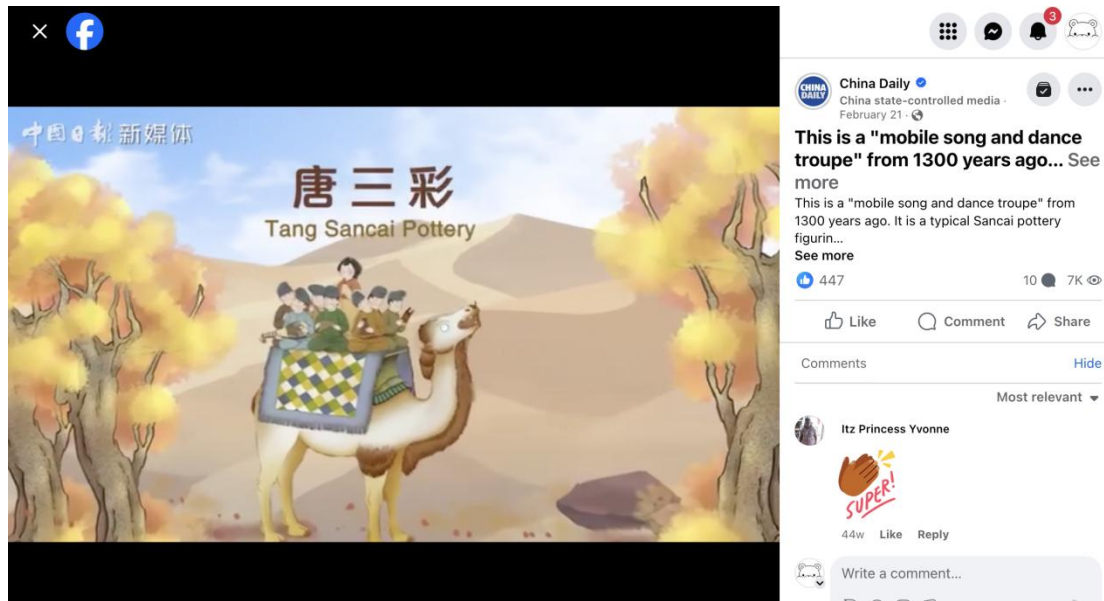 中国日报新媒体
唐三彩
Tang Sancai Pottery
3
CHINA DAILY
China Daily
China state-controlled media ·
February 21 ·
This is a "mobile song and dance
troupe" from 1300 years ago... See
more
This is a "mobile song and dance troupe" from
1300 years ago. It is a typical Sancai pottery
figurin...
See more
447
10
7K
Like
Comment
Share
Comments
Hide
Most relevant
Itz Princess Yvonne
SUPER!
44w Like Reply
Write a comment...